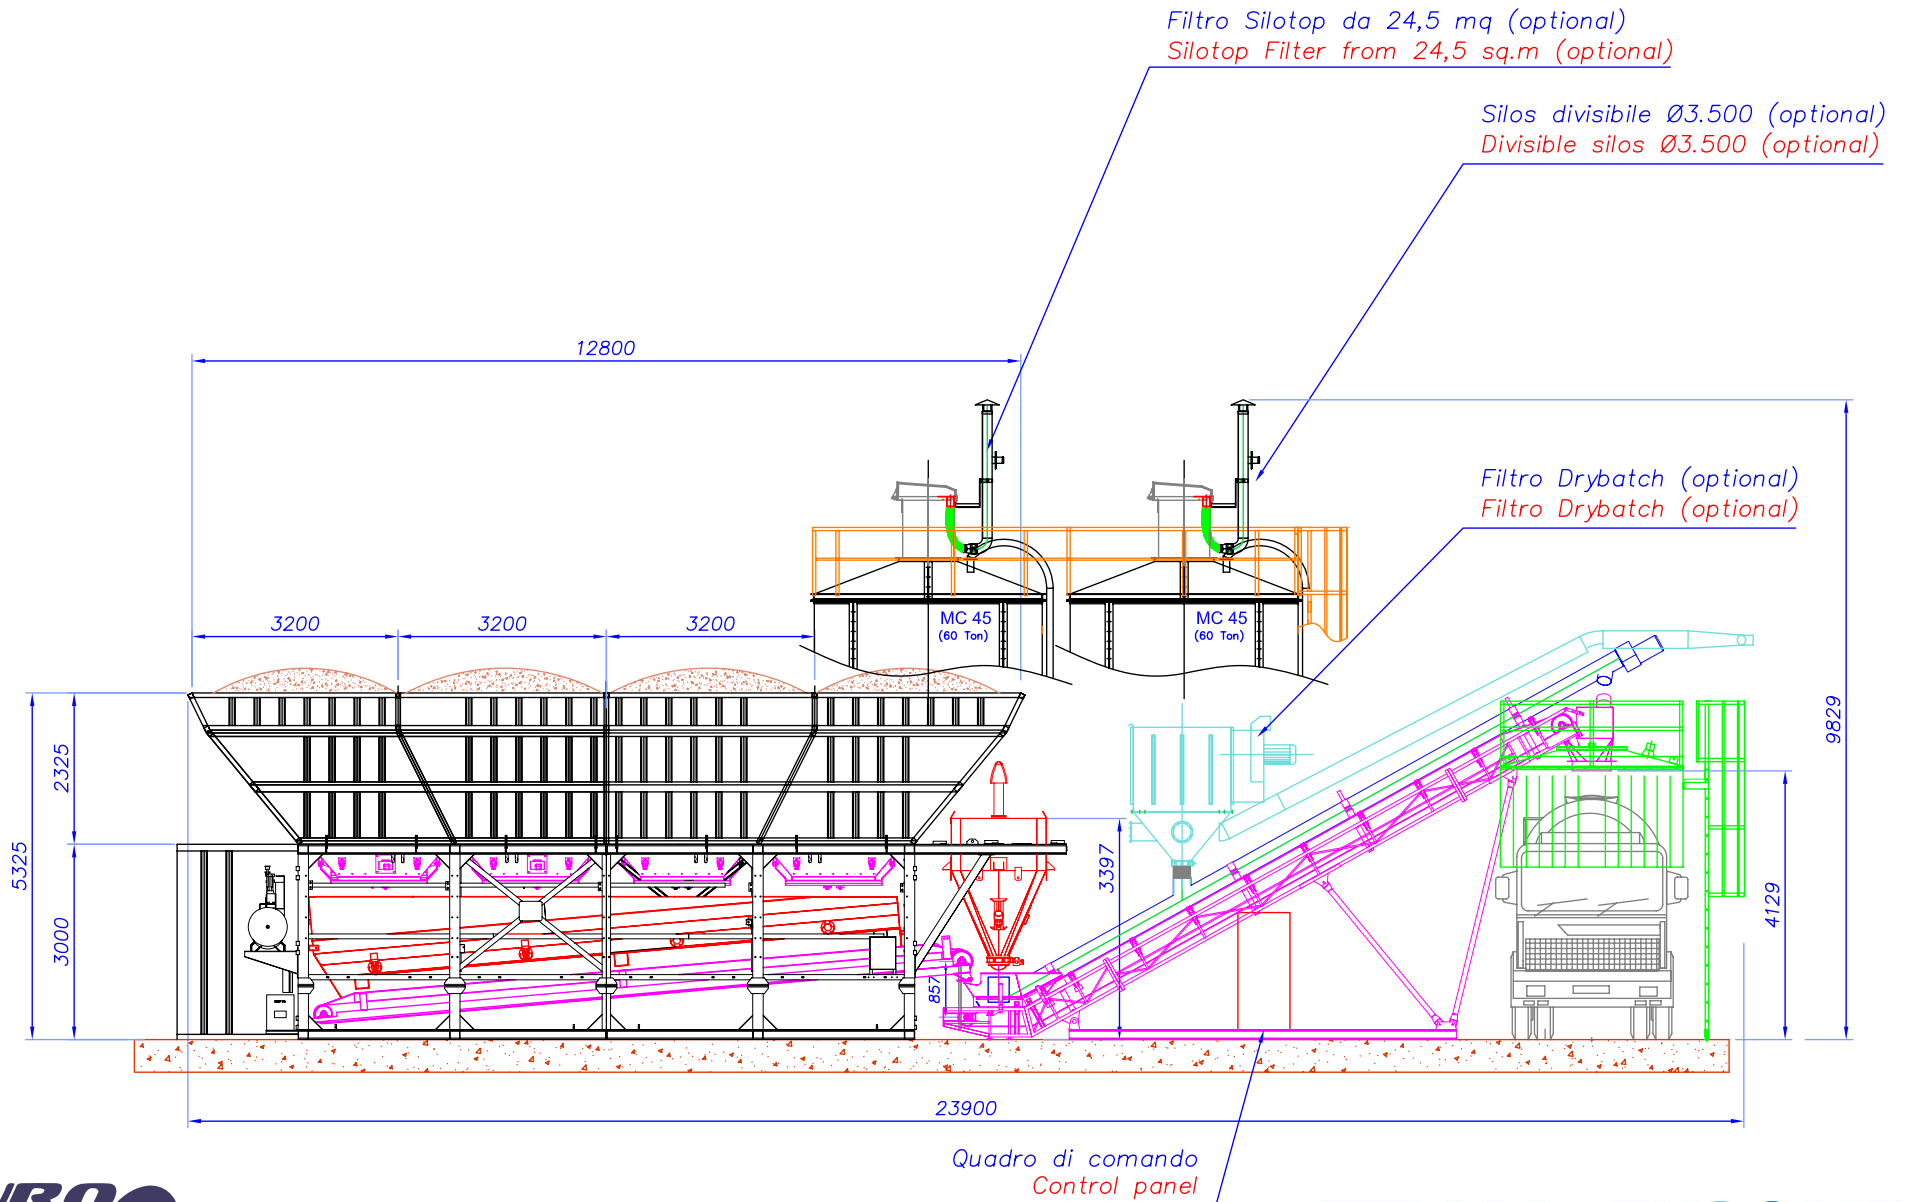 Filtro Silotop da 24,5 mq (optional)
Silotop Filter from 24,5 sq.m (optional)
Silos divisibile Ø3.500 (optional)
Divisible silos Ø3.500 (optional)
12800
Filtro Drybatch (optional)
Filtro Drybatch (optional)
3200
3200
3200
MC 45
(60 Ton)
MC 45
(60 Ton)
9829
2325
5325
3000
3397
857
4129
23900
Quadro di comando
Control panel